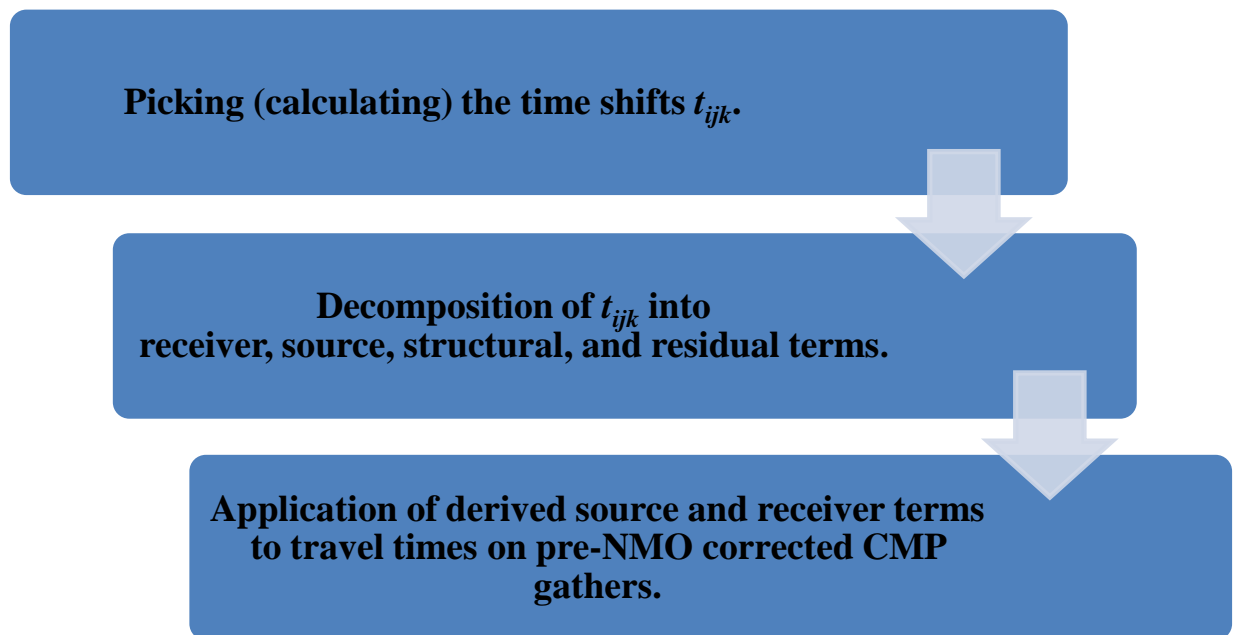 Picking (calculating) the time shifts tijk.
Decomposition of tijk into
receiver, source, structural, and residual terms.
Application of derived source and receiver terms
to travel times on pre-NMO corrected CMP
gathers.